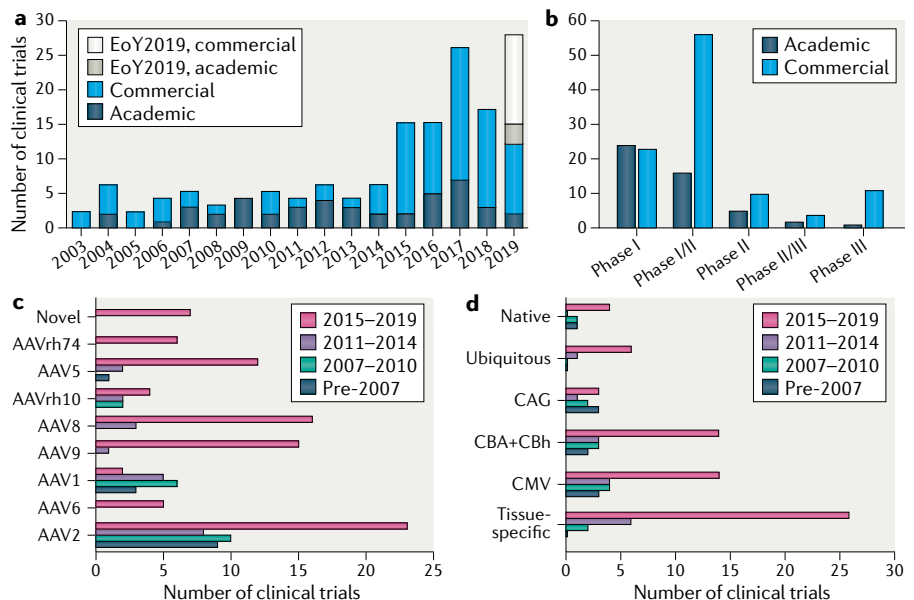 a
Number of clinical trials
30
25
20
15
10
5
0
EoY2019, commercial
EoY2019, academic
Commercial
Academic
2003
2004
2005
2006
2007
2008
2009
2010
2011
2012
2013
2014
2015
2016
2017
2018
2019
b
60
50
40
30
20
10
0
Academic
Commercial
Phase I
Phase I/II
Phase II
Phase II/III
Phase III
c
Novel
AAVrh74
AAV5
AAVrh10
AAV8
AAV9
AAV1
AAV6
AAV2
2015–2019
2011–2014
2007–2010
Pre-2007
0 5 10 15 20 25
Number of clinical trials
d
Native
Ubiquitous
CAG
CBA+CBh
CMV
Tissue-
specific
2015–2019
2011–2014
2007–2010
Pre-2007
0 5 10 15 20 25 30
Number of clinical trials